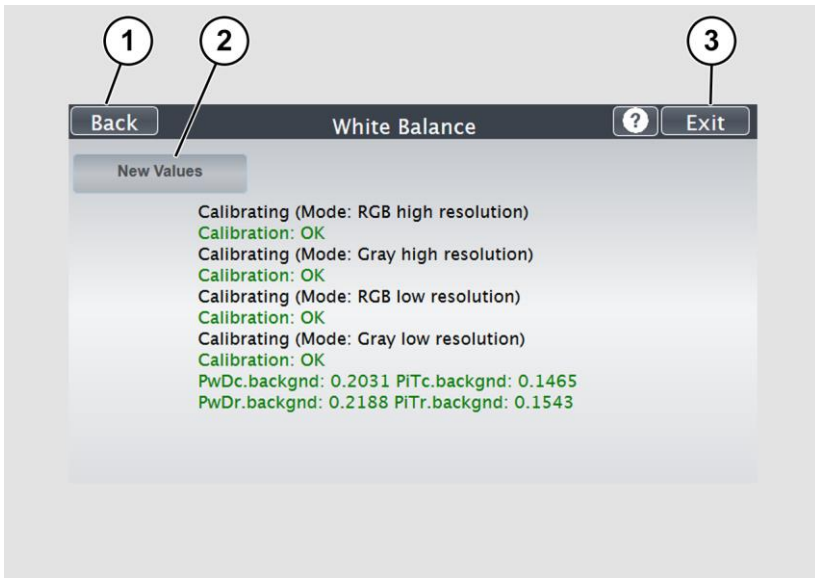 1 2 3
Back White Balance ? Exit
New Values
Calibrating (Mode: RGB high resolution)
Calibration: OK
Calibrating (Mode: Gray high resolution)
Calibration: OK
Calibrating (Mode: RGB low resolution)
Calibration: OK
Calibrating (Mode: Gray low resolution)
Calibration: OK
PwDc.backgnd: 0.2031 PiTc.backgnd: 0.1465
PwDr.backgnd: 0.2188 PiTr.backgnd: 0.1543